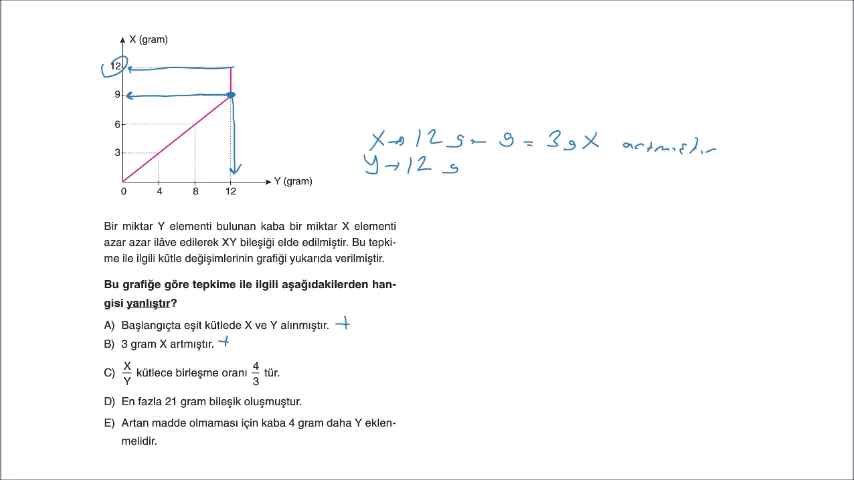 X (gram)
12
9
6
3
0 4 8 12
Y (gram)
X → 12 g - 9 = 3 g X artmıştır
Y → 12 g
Bir miktar Y elementi bulunan kaba bir miktar X elementi
azar azar ilâve edilerek XY bileşiği elde edilmiştir. Bu tepki-
me ile ilgili kütle değişimlerinin grafiği yukarıda verilmiştir.
Bu grafiğe göre tepkime ile ilgili aşağıdakilerden han-
gisi yanlıştır?
A) Başlangıçta eşit kütlede X ve Y alınmıştır. +
B) 3 gram X artmıştır. +
C) X/Y kütlece birleşme oranı 4/3 tür.
D) En fazla 21 gram bileşik oluşmuştur.
E) Artan madde olmaması için kaba 4 gram daha Y eklen-
melidir.